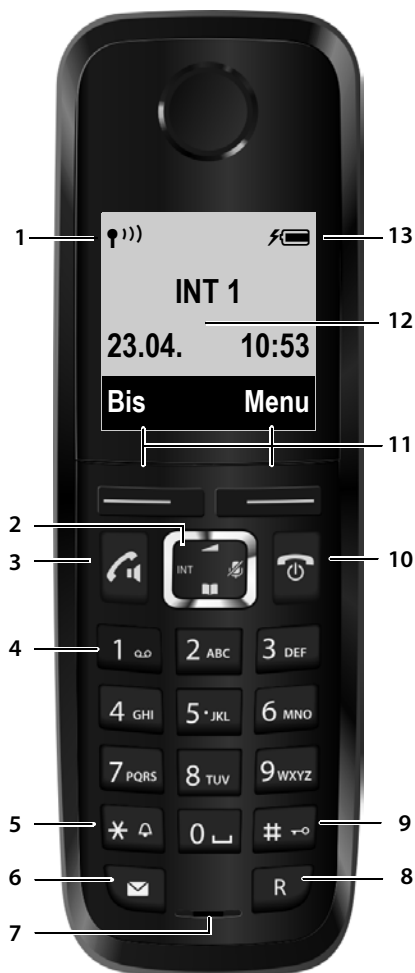 1
13
INT 1
12
23.04. 10:53
Bis Menu
11
2
3
INT
10
4
1 2 ABC 3 DEF
4 GHI 5 JKL 6 MNO
7 PQRS 8 TUV 9 WXYZ
5
* 0 #
9
6
R
8
7